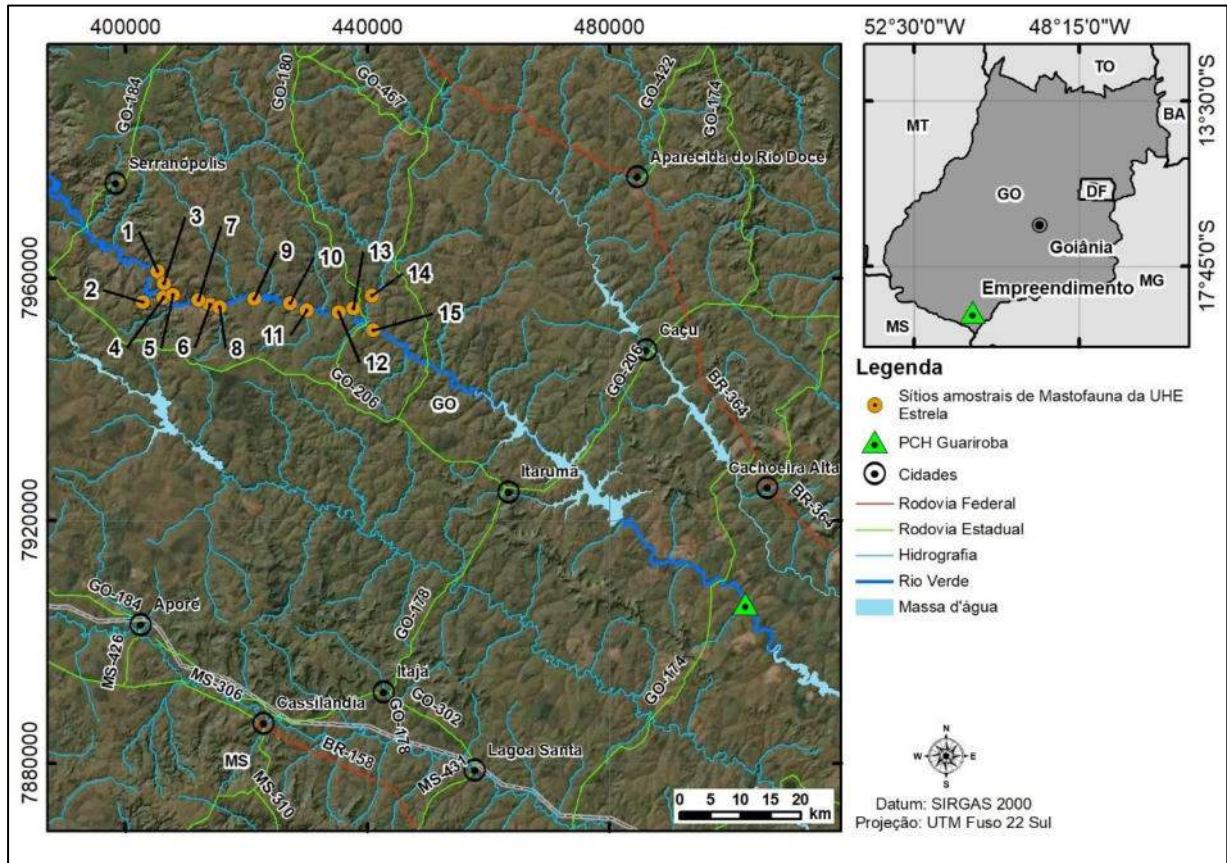 4000000 4400000 4800000
7960000
7920000
7880000
GO-184
GO-180
GO-467
GO-422
GO-174
Serranópolis
Aparecida do Rio Doce
1
3
7
9
10
13
14
2
15
4
5
6
8
11
12
Caçu
GO-206
GO-206
GO
BR-364
Itarumã
Cachoeira Alta
BR-364
GO-184
Aporé
MS-426
GO-178
MS-306
Itajá
GO-302
GO-178
GO-174
Cassilândia
BR-158
Lagoa Santa
MS-431
MS
MS-310
0 5 10 15 20
km
52°30'0"W 48°15'0"W
13°30'0"S
17°45'0"S
TO
BA
MT
GO
DF
Goiânia
MG
Empreendimento
MS
Legenda
Sítios amostrais de Mastofauna da UHE
Estrela
PCH Guariroba
Cidades
Rodovia Federal
Rodovia Estadual
Hidrografia
Rio Verde
Massa d'água
N
W E
S
Datum: SIRGAS 2000
Projeção: UTM Fuso 22 Sul